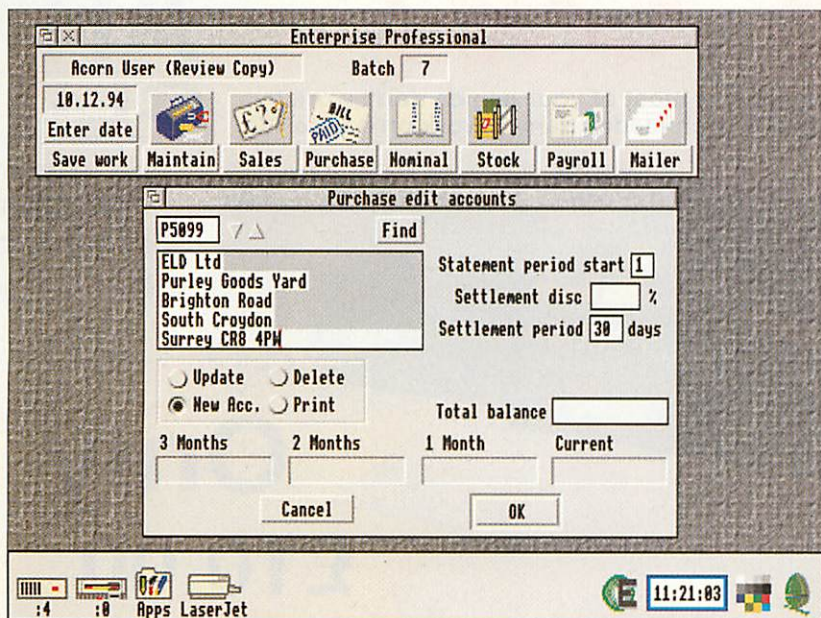 Enterprise Professional
Acorn User (Review Copy) Batch 7
10.12.94
Enter date
Save work Maintain Sales Purchase Nominal Stock Payroll Mailer
£?
BILL
PAID
Purchase edit accounts
P5099 Find
ELD Ltd
Purley Goods Yard
Brighton Road
South Croydon
Surrey CR8 4PW
Statement period start 1
Settlement disc %
Settlement period 30 days
Update Delete
New Acc. Print
Total balance
3 Months 2 Months 1 Month Current
Cancel OK
:4 :0 Apps LaserJet
E 11:21:03